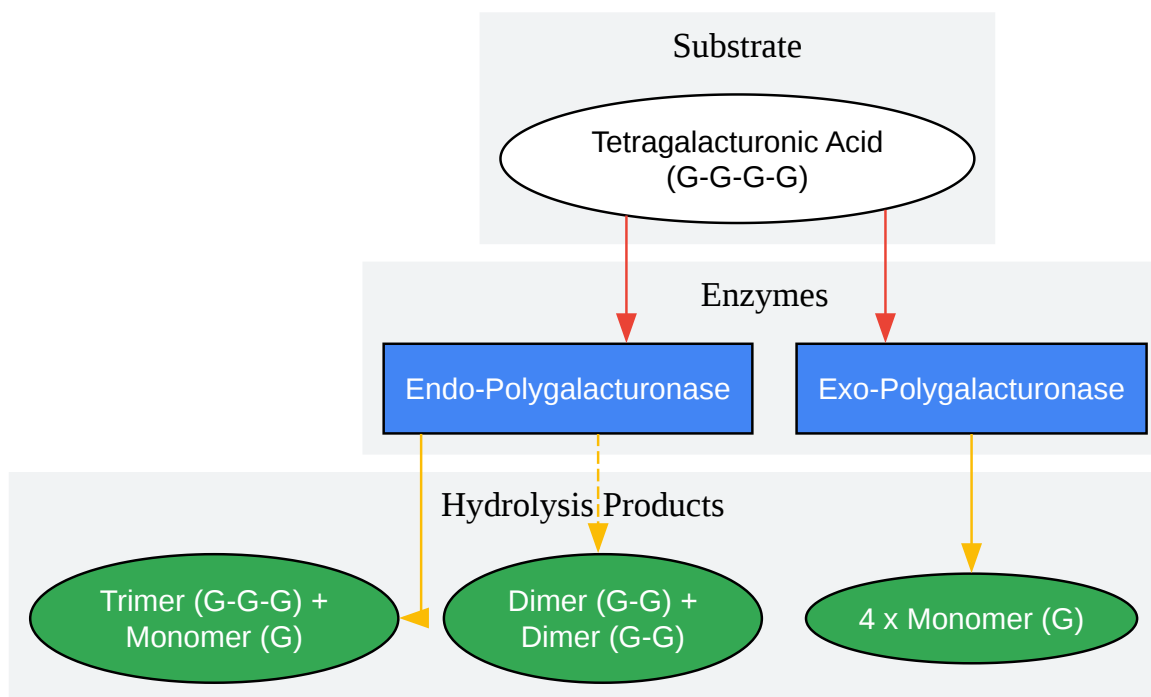 Substrate
Tetragalacturonic Acid
(G-G-G-G)
Enzymes
Endo-Polygalacturonase
Exo-Polygalacturonase
Hydrolysis Products
Trimer (G-G-G) +
Monomer (G)
Dimer (G-G) +
Dimer (G-G)
4 x Monomer (G)